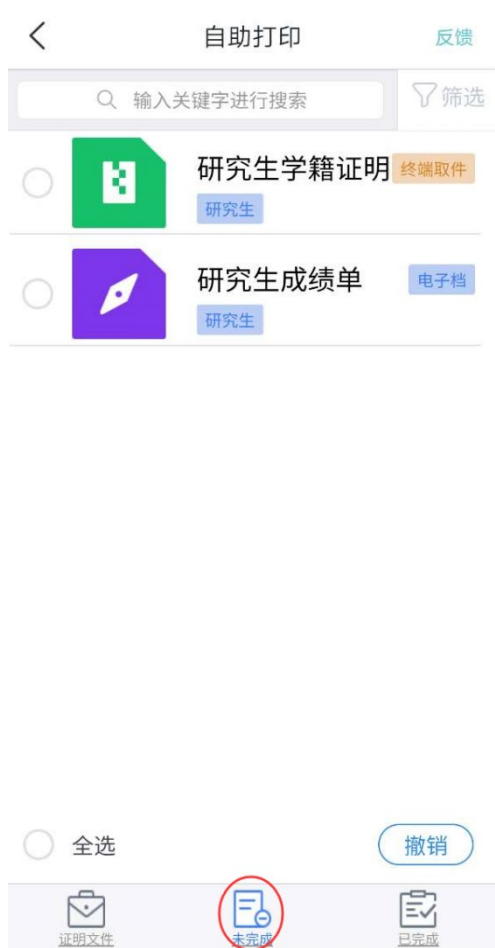 自助打印 反馈
输入关键字进行搜索 筛选
研究生学籍证明 终端取件
研究生
研究生成绩单 电子档
研究生
全选 撤销
证明文件 未完成 已完成